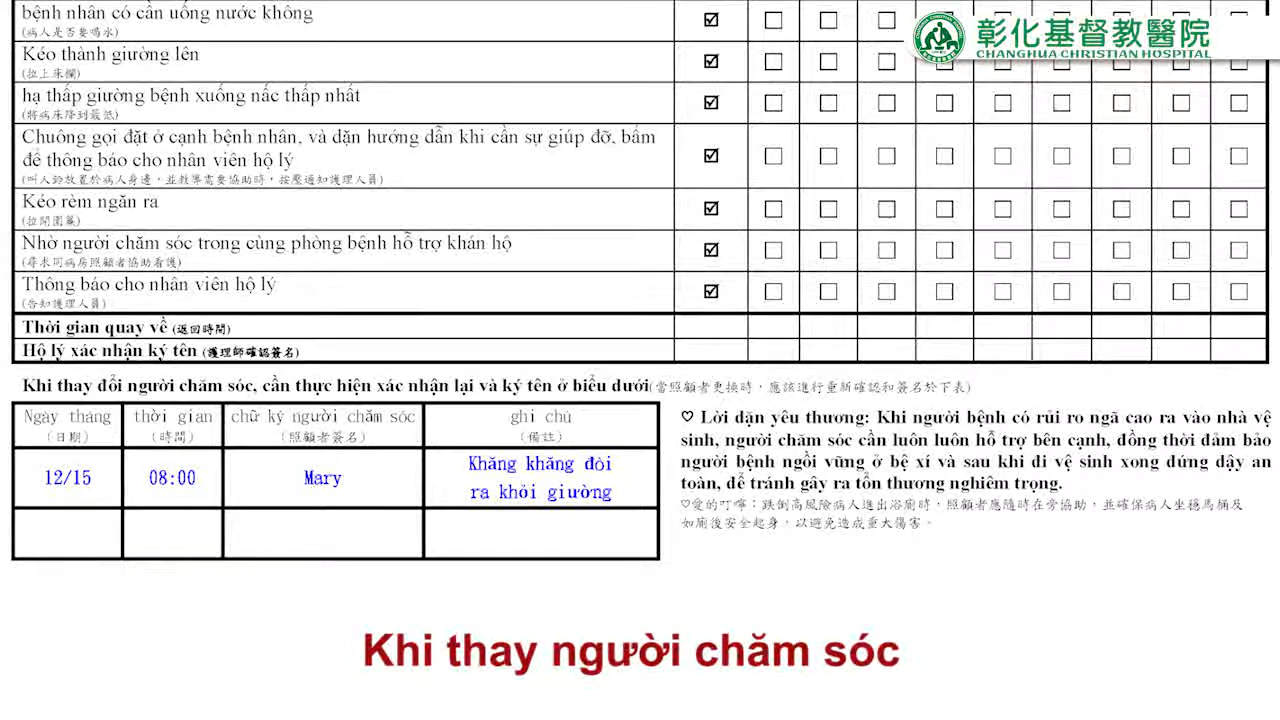 bệnh nhân có cần uống nước không
(病人是否要喝水)
彰化基督教醫院
CHANGHUA CHRISTIAN HOSPITAL
Kéo thành giường lên
(拉上床欄)
hạ thấp giường bệnh xuống nấc thấp nhất
(將病床降到最低)
Chuông gọi đặt ở cạnh bệnh nhân, và dặn hướng dẫn khi cần sự giúp đỡ, bấm
để thông báo cho nhân viên hộ lý
(叫人鈴放置於病人身邊，並教導需要協助時，按壓通知護理人員)
Kéo rèm ngăn ra
(拉開圍簾)
Nhờ người chăm sóc trong cùng phòng bệnh hỗ trợ khán hộ
(尋求同病房照顧者協助看護)
Thông báo cho nhân viên hộ lý
(告知護理人員)
Thời gian quay về (返回時間)
Hộ lý xác nhận ký tên (護理師確認簽名)
Khi thay đổi người chăm sóc, cần thực hiện xác nhận lại và ký tên ở biểu dưới(當照顧者更換時，應該進行重新確認和簽名於下表)
Ngày tháng thời gian chữ ký người chăm sóc ghi chú
(日期) (時間) (照顧者簽名) (備註)
12/15 08:00 Mary Khăng khăng đòi
ra khỏi giường
♡ Lời dặn yêu thương: Khi người bệnh có rủi ro ngã cao ra vào nhà vệ
sinh, người chăm sóc cần luôn luôn hỗ trợ bên cạnh, đồng thời đảm bảo
người bệnh ngồi vững ở bệ xí và sau khi đi vệ sinh xong đứng dậy an
toàn, để tránh gây ra tổn thương nghiêm trọng.
♡愛的叮嚀：跌倒高風險病人進出浴廁時，照顧者應隨時在旁協助，並確保病人坐穩馬桶及
如廁後安全起身，以避免造成重大傷害。
Khi thay người chăm sóc